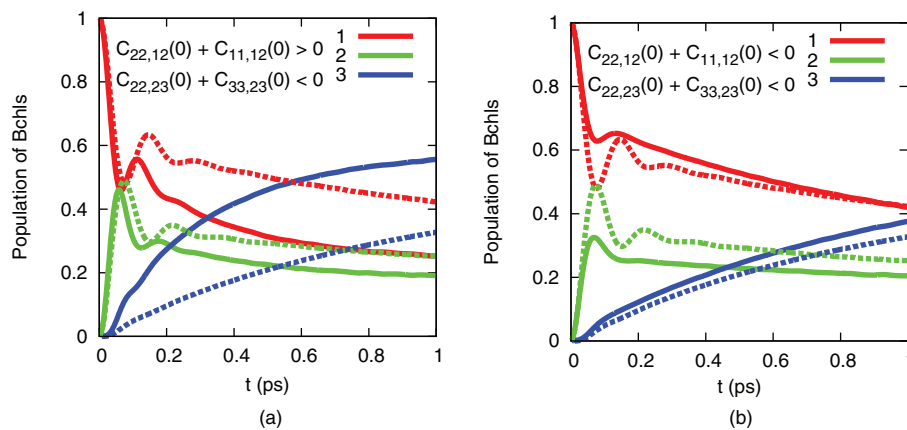 Population of Bchls
1
0.8
0.6
0.4
0.2
0
C22,12(0) + C11,12(0) > 0
C22,23(0) + C33,23(0) < 0
1
2
3
0 0.2 0.4 0.6 0.8 1
t (ps)
(a)
Population of Bchls
1
0.8
0.6
0.4
0.2
0
C22,12(0) + C11,12(0) < 0
C22,23(0) + C33,23(0) < 0
1
2
3
0 0.2 0.4 0.6 0.8 1
t (ps)
(b)